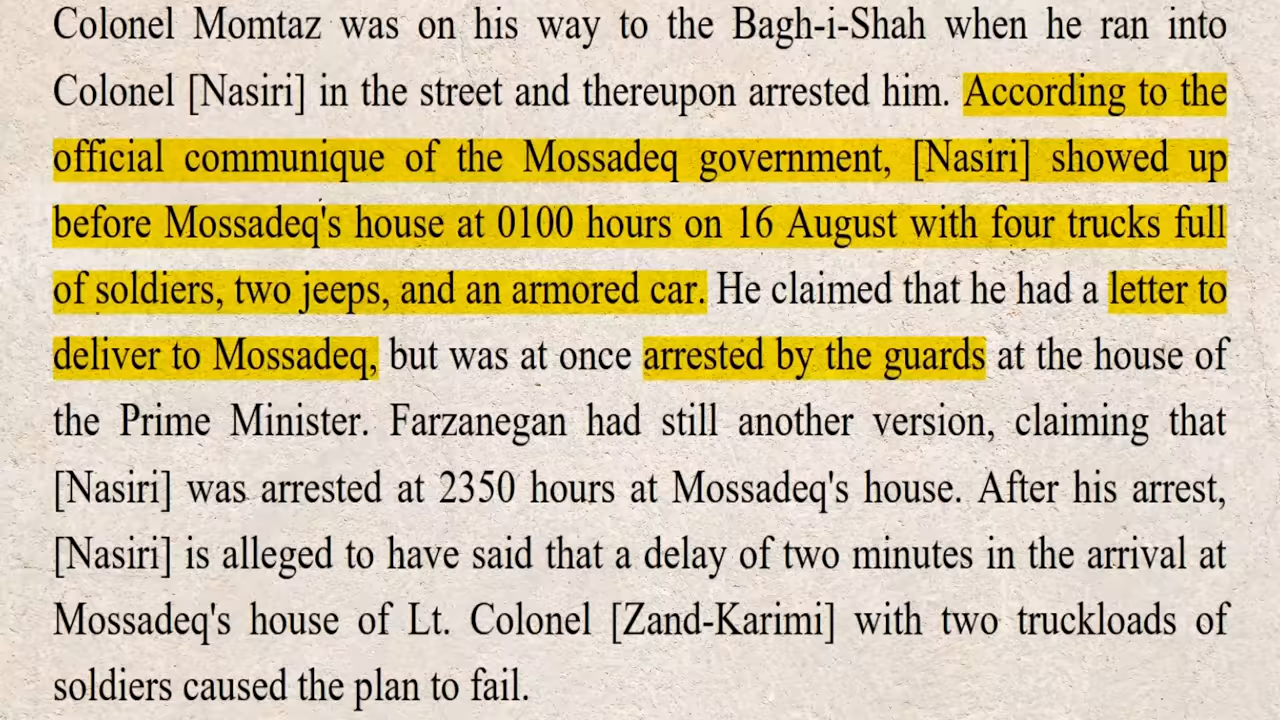 Colonel Momtaz was on his way to the Bagh-i-Shah when he ran into
Colonel [Nasiri] in the street and thereupon arrested him. According to the
official communique of the Mossadeq government, [Nasiri] showed up
before Mossadeq's house at 0100 hours on 16 August with four trucks full
of soldiers, two jeeps, and an armored car. He claimed that he had a letter to
deliver to Mossadeq, but was at once arrested by the guards at the house of
the Prime Minister. Farzanegan had still another version, claiming that
[Nasiri] was arrested at 2350 hours at Mossadeq's house. After his arrest,
[Nasiri] is alleged to have said that a delay of two minutes in the arrival at
Mossadeq's house of Lt. Colonel [Zand-Karimi] with two truckloads of
soldiers caused the plan to fail.